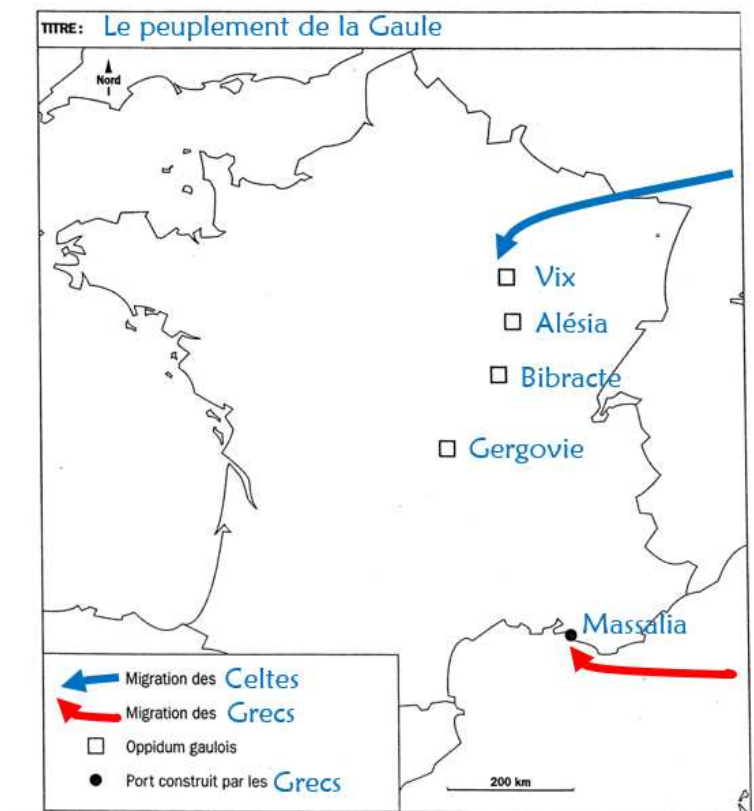 TITRE: Le peuplement de la Gaule
Nord
Vix
Alésia
Bibracte
Gergovie
Massalia
Migration des Celtes
Migration des Grecs
Oppidum gaulois
Port construit par les Grecs
200 km